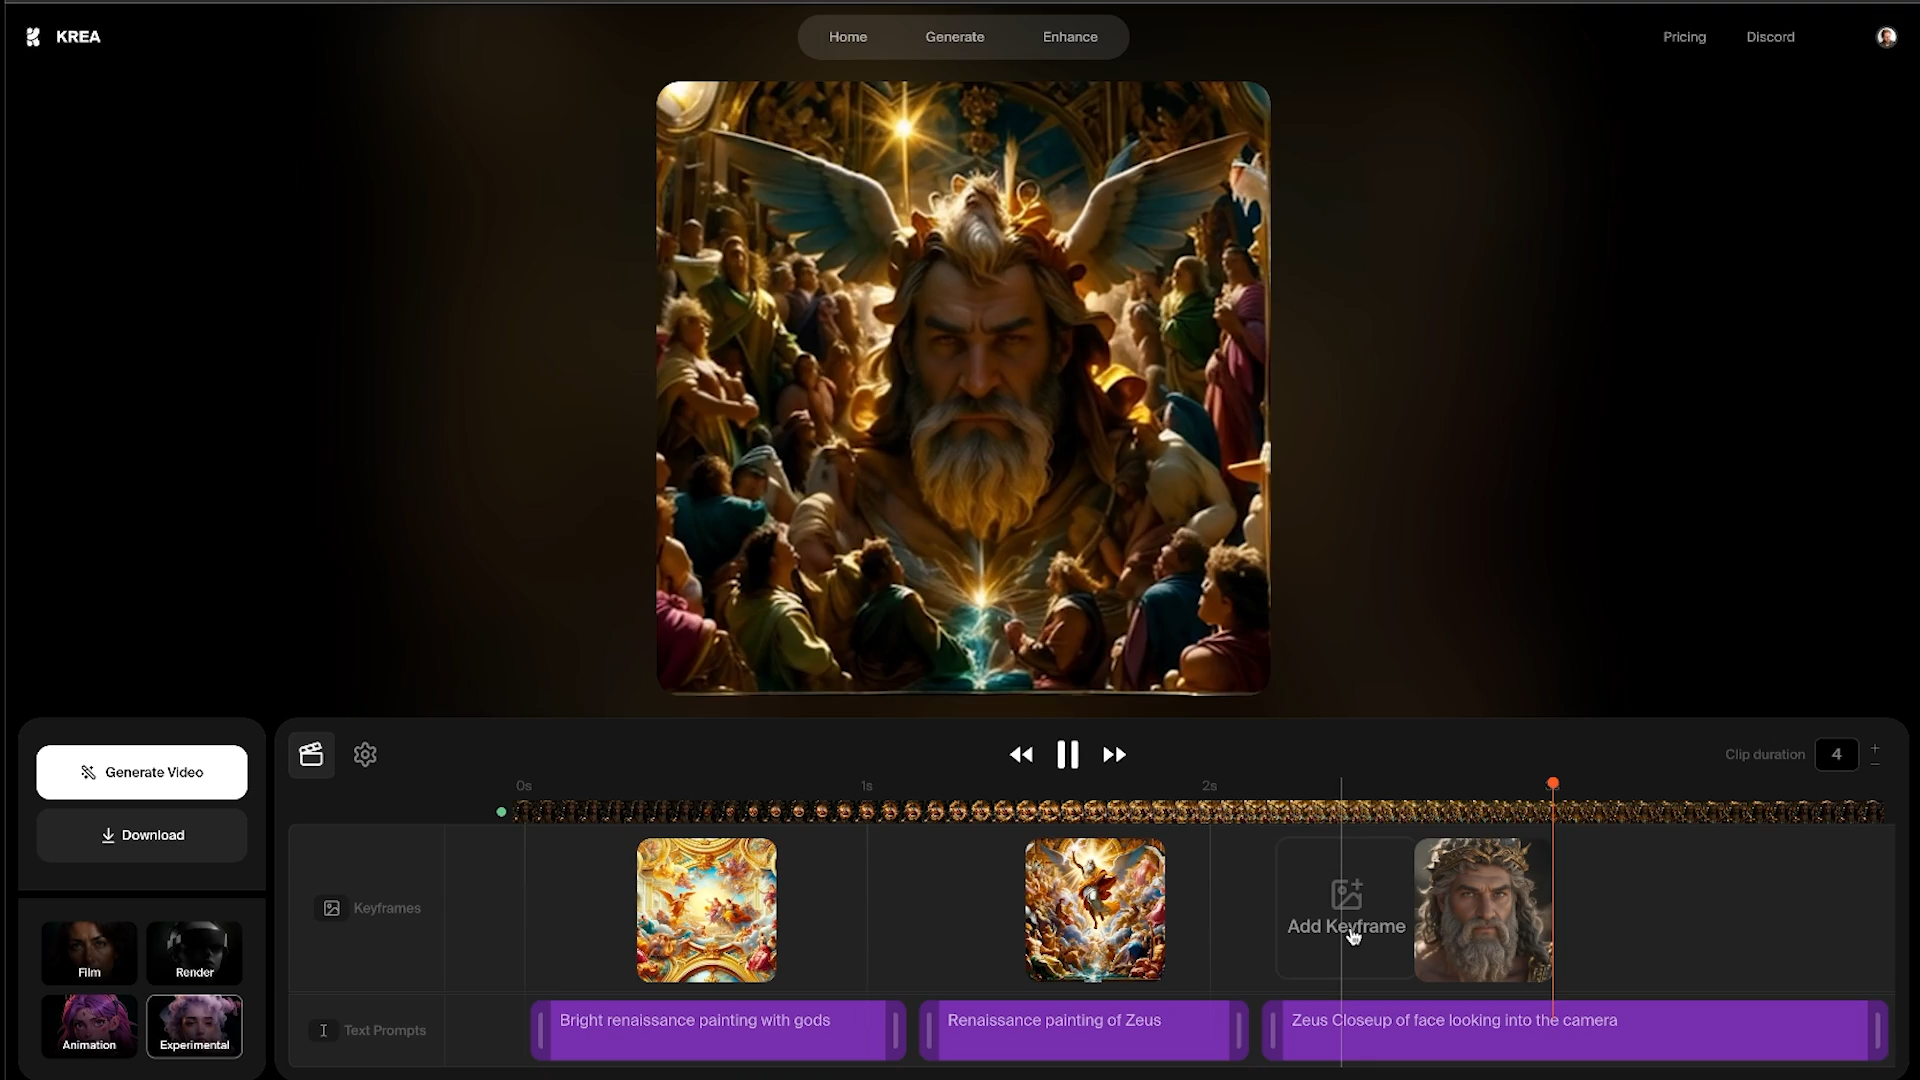 KREA
Home
Generate
Enhance
Pricing
Discord
Generate Video
Download
Film
Render
Animation
Experimental
Clip duration
4
0s
1s
2s
Keyframes
Add Keyframe
Text Prompts
Bright renaissance painting with gods
Renaissance painting of Zeus
Zeus Closeup of face looking into the camera